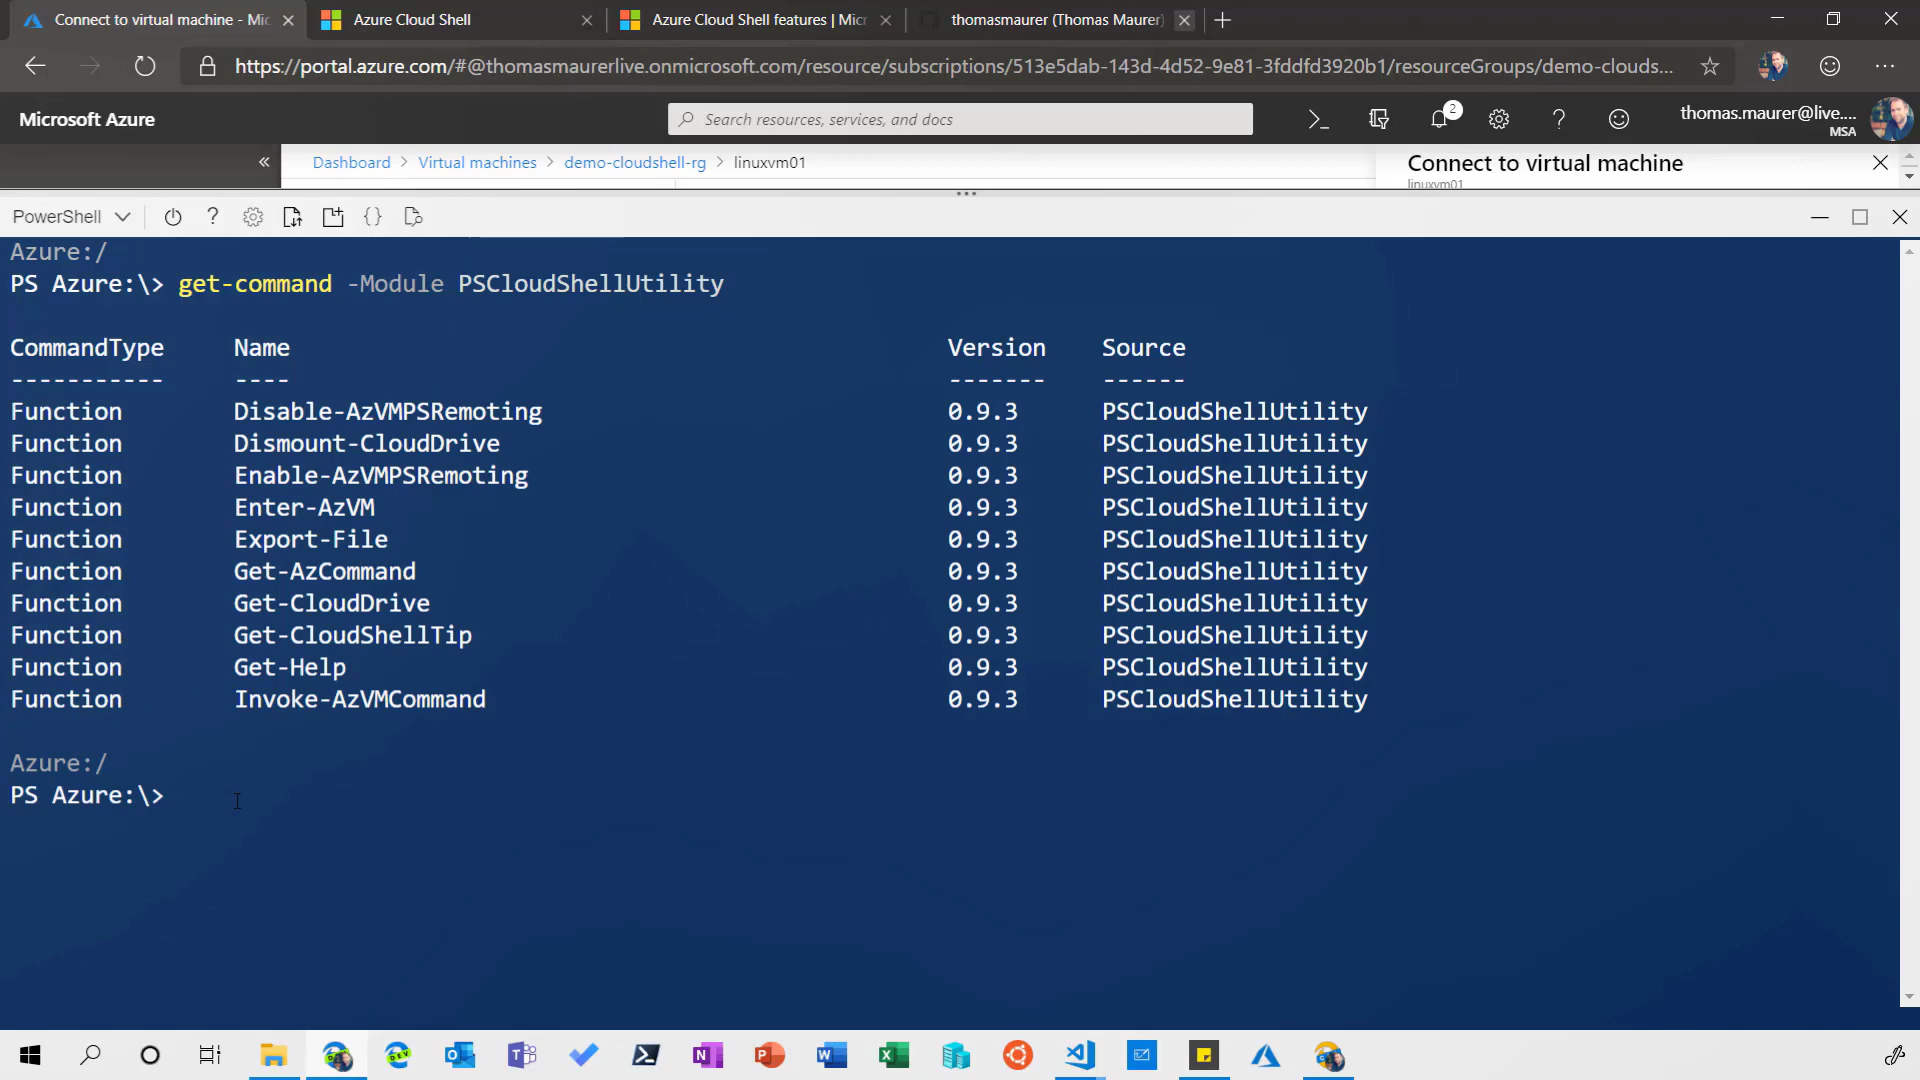 Connect to virtual machine - Mic
Azure Cloud Shell
Azure Cloud Shell features | Micr
thomasmaurer (Thomas Maurer)
https://portal.azure.com/#@thomasmaurerlive.onmicrosoft.com/resource/subscriptions/513e5dab-143d-4d52-9e81-3fddfd3920b1/resourceGroups/demo-clouds...
Microsoft Azure
Search resources, services, and docs
2
thomas.maurer@live....
MSA
Dashboard > Virtual machines > demo-cloudshell-rg > linuxvm01
Connect to virtual machine
linuxvm01
PowerShell
Azure:/
PS Azure:\> get-command -Module PSCloudShellUtility
CommandType Name Version Source
----------- ---- ------- ------
Function Disable-AzVMPSRemoting 0.9.3 PSCloudShellUtility
Function Dismount-CloudDrive 0.9.3 PSCloudShellUtility
Function Enable-AzVMPSRemoting 0.9.3 PSCloudShellUtility
Function Enter-AzVM 0.9.3 PSCloudShellUtility
Function Export-File 0.9.3 PSCloudShellUtility
Function Get-AzCommand 0.9.3 PSCloudShellUtility
Function Get-CloudDrive 0.9.3 PSCloudShellUtility
Function Get-CloudShellTip 0.9.3 PSCloudShellUtility
Function Get-Help 0.9.3 PSCloudShellUtility
Function Invoke-AzVMCommand 0.9.3 PSCloudShellUtility
Azure:/
PS Azure:\>